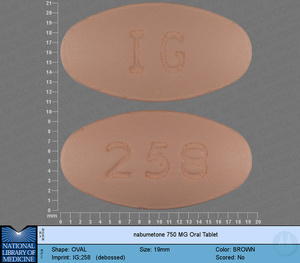 IG
258
mm
nabumetone 750 MG Oral Tablet
NATIONAL
LIBRARY OF
MEDICINE
Shape: OVAL Size: 19mm Color: BROWN
Imprint: IG;258 (debossed) Scored: No